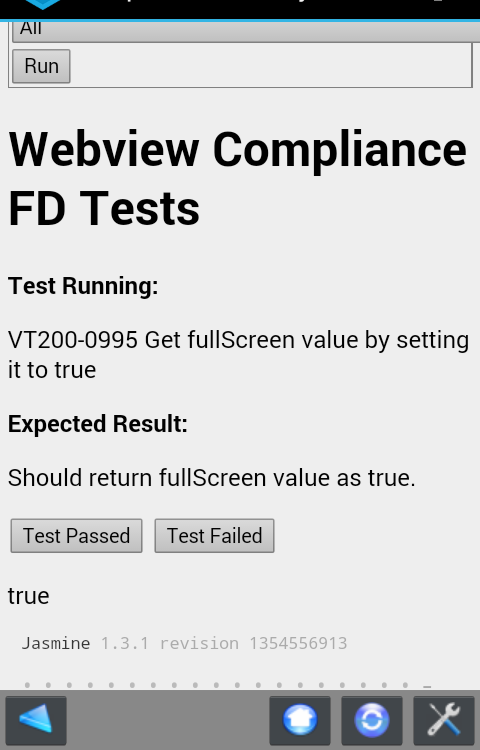 All
Run
Webview Compliance
FD Tests
Test Running:
VT200-0995 Get fullScreen value by setting
it to true
Expected Result:
Should return fullScreen value as true.
Test Passed Test Failed
true
Jasmine 1.3.1 revision 1354556913